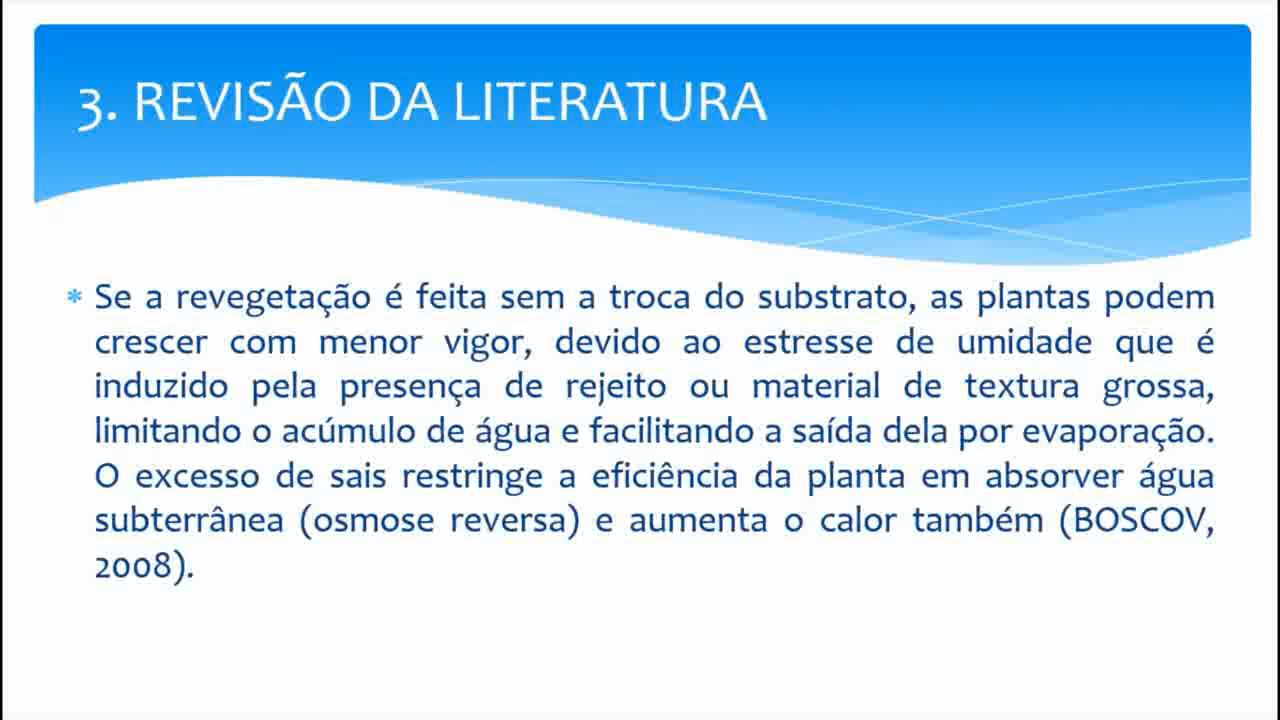 3. REVISÃO DA LITERATURA
* Se a revegetação é feita sem a troca do substrato, as plantas podem
crescer com menor vigor, devido ao estresse de umidade que é
induzido pela presença de rejeito ou material de textura grossa,
limitando o acúmulo de água e facilitando a saída dela por evaporação.
O excesso de sais restringe a eficiência da planta em absorver água
subterrânea (osmose reversa) e aumenta o calor também (BOSCOV,
2008).